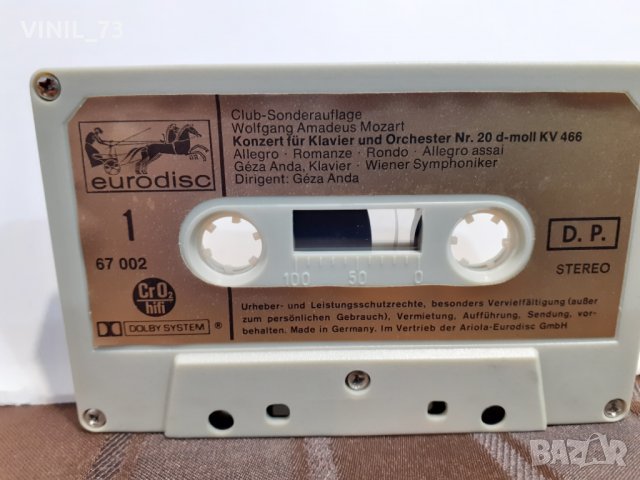 VINIL_73
Club-Sonderauflage
Wolfgang Amadeus Mozart
Konzert für Klavier und Orchester Nr. 20 d-moll KV 466
Allegro · Romanze · Rondo · Allegro assai
Géza Anda, Klavier · Wiener Symphoniker
Dirigent: Géza Anda
eurodisc
1
67 002
D. P.
STEREO
100 50 0
CrO2
hifi
DOLBY SYSTEM ®
Urheber- und Leistungsschutzrechte, besonders Vervielfältigung (außer
zum persönlichen Gebrauch), Vermietung, Aufführung, Sendung, vor-
behalten. Made in Germany. Im Vertrieb der Ariola-Eurodisc GmbH
BAZAR